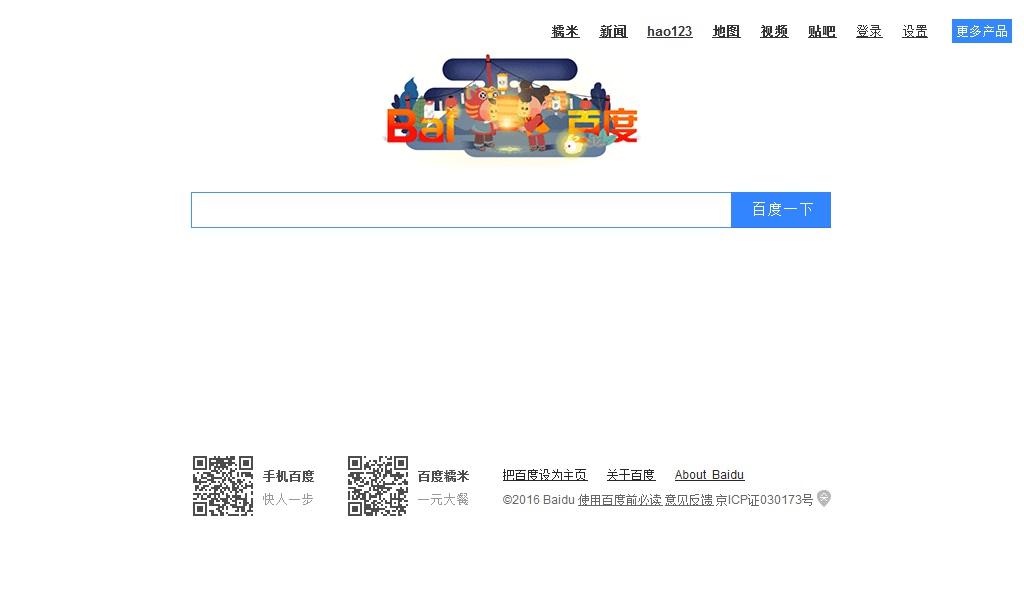 糯米 新闻 hao123 地图 视频 贴吧 登录 设置 更多产品
Bai 百度
百度一下
手机百度
快人一步
百度糯米
一元大餐
把百度设为主页 关于百度 About Baidu
©2016 Baidu 使用百度前必读 意见反馈 京ICP证030173号